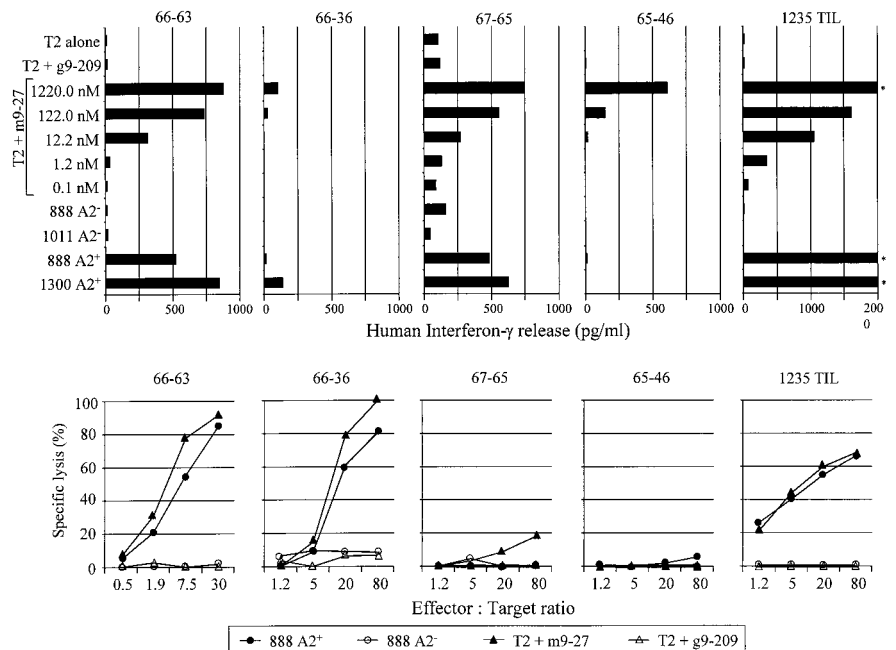 66-63 66-36 67-65 65-46 1235 TIL
T2 alone
T2 + g9-209
T2 + m9-27
1220.0 nM *
122.0 nM
12.2 nM
1.2 nM
0.1 nM
888 A2-
1011 A2-
888 A2+ *
1300 A2+ *
0 500 1000 0 500 1000 0 500 1000 0 500 1000 0 1000 200
0
Human Interferon-γ release (pg/ml)
66-63 66-36 67-65 65-46 1235 TIL
Specific lysis (%)
100
80
60
40
20
0
0.5 1.9 7.5 30 1.2 5 20 80 1.2 5 20 80 1.2 5 20 80 1.2 5 20 80
Effector : Target ratio
888 A2+ 888 A2- T2 + m9-27 T2 + g9-209